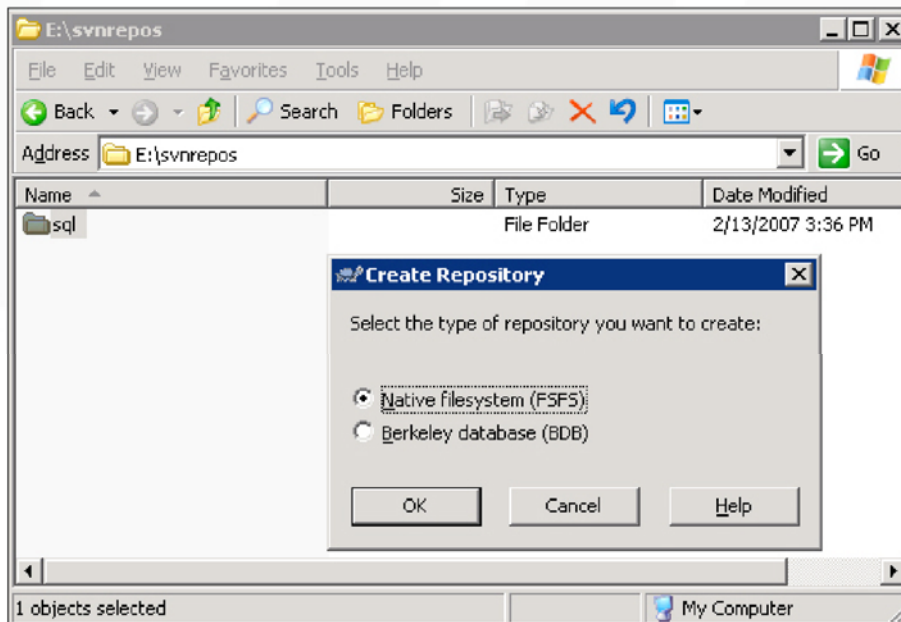 E:\svnrepos
File Edit View Favorites Tools Help
Back Search Folders
Address E:\svnrepos Go
Name Size Type Date Modified
sql File Folder 2/13/2007 3:36 PM
Create Repository
Select the type of repository you want to create:
Native filesystem (FSFS)
Berkeley database (BDB)
OK Cancel Help
1 objects selected My Computer